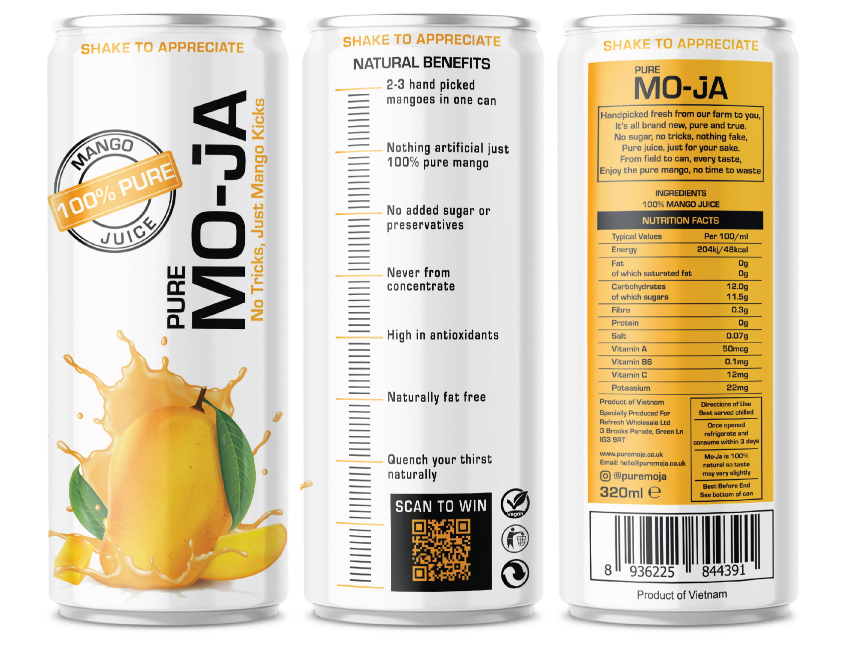 SHAKE TO APPRECIATE
MANGO
100% PURE
JUICE
PURE
MO-JA
No Tricks, Just Mango Kicks
SHAKE TO APPRECIATE
NATURAL BENEFITS
2-3 hand picked
mangoes in one can
Nothing artificial just
100% pure mango
No added sugar or
preservatives
Never from
concentrate
High in antioxidants
Naturally fat free
Quench your thirst
naturally
SCAN TO WIN
vegan
SHAKE TO APPRECIATE
PURE
MO-JA
Handpicked fresh from our farm to you,
It's all brand new, pure and true.
No sugar, no tricks, nothing fake,
Pure juice, just for your sake.
From field to can, every taste,
Enjoy the pure mango, no time to waste
INGREDIENTS
100% MANGO JUICE
NUTRITION FACTS
Typical Values Per 100/ml
Energy 204kj/48kcal
Fat 0g
of which saturated fat 0g
Carbohydrates 12.0g
of which sugars 11.5g
Fibre 0.3g
Protein 0g
Salt 0.07g
Vitamin A 50mcg
Vitamin B6 0.1mg
Vitamin C 12mg
Potassium 22mg
Product of Vietnam
Specially Produced For
Refresh Wholesale Ltd
3 Brooks Parade, Green Ln
IG3 9RT
www.puremoja.co.uk
Email: hello@puremoja.co.uk
@puremoja
320ml ℮
Directions of Use
Best served chilled
Once opened
refrigerate and
consume within 3 days
Mo-Ja is 100%
natural so taste
may vary slightly
Best Before End
See bottom of can
8 936225 844391
Product of Vietnam